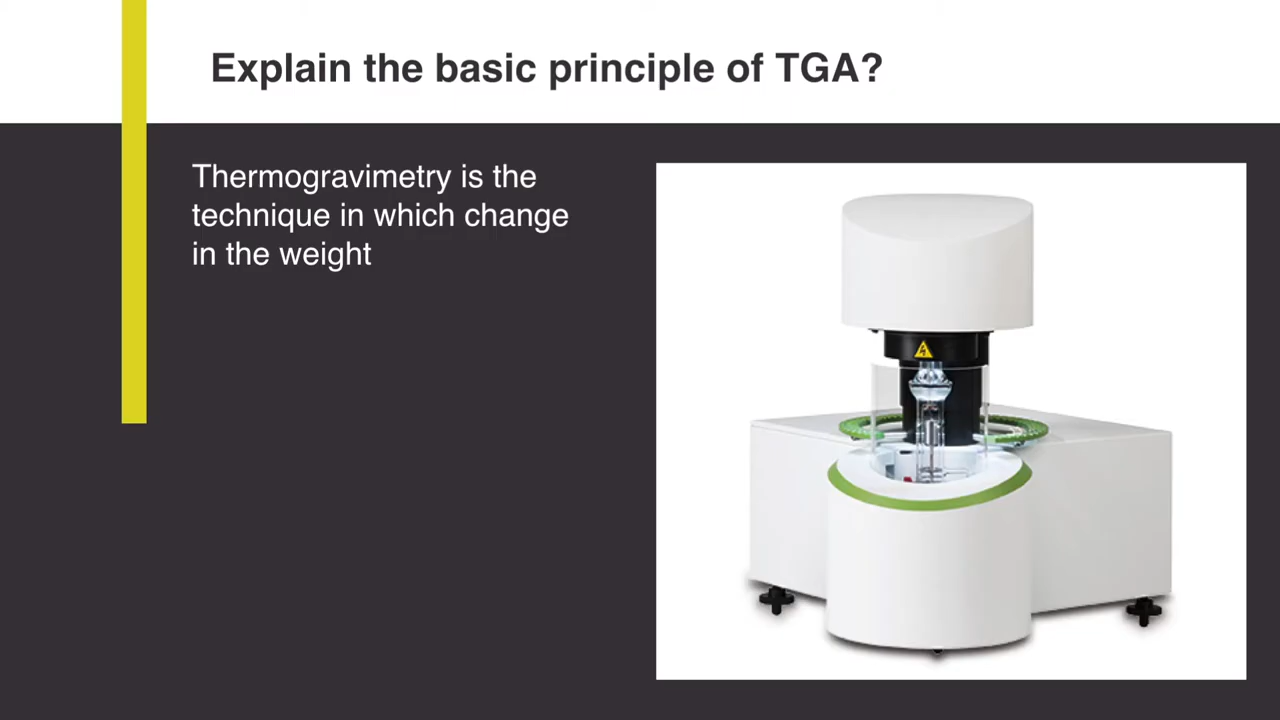 Explain the basic principle of TGA?
Thermogravimetry is the
technique in which change
in the weight